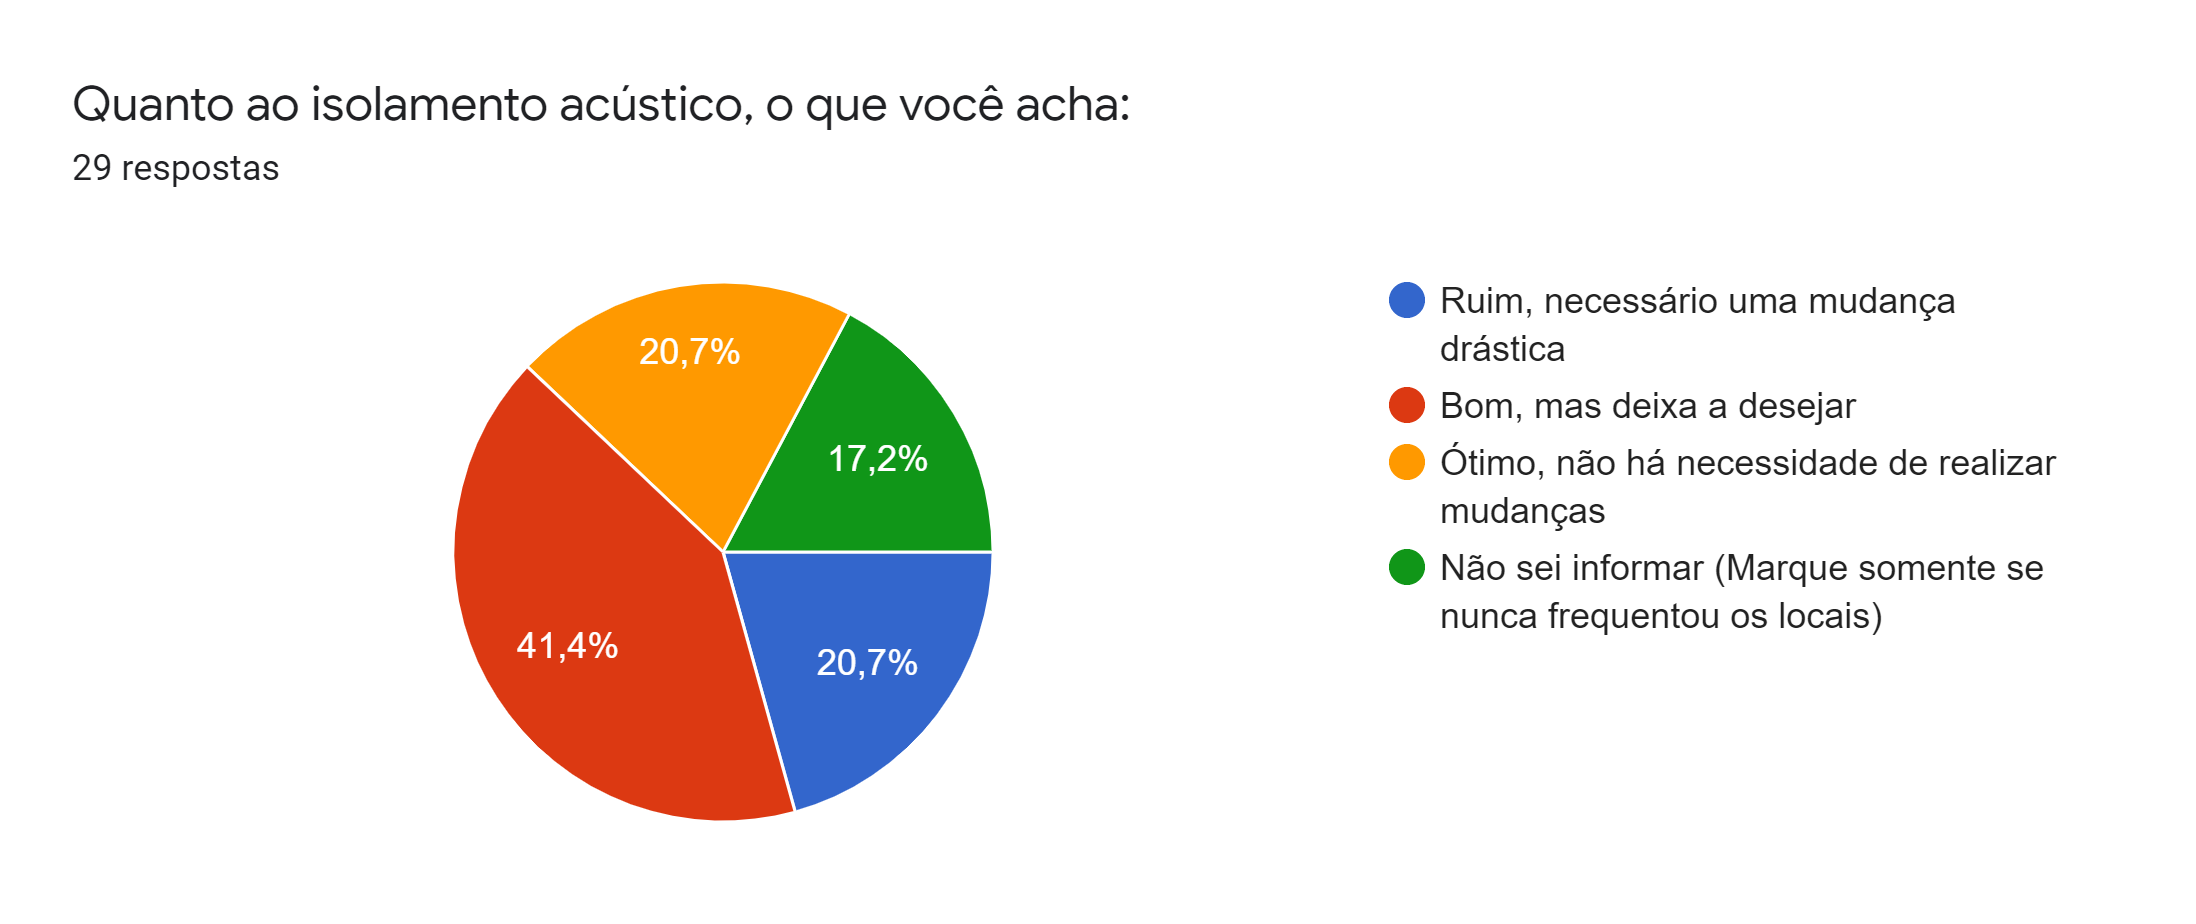 Quanto ao isolamento acústico, o que você acha:
29 respostas
20,7%
17,2%
41,4%
20,7%
Ruim, necessário uma mudança
drástica
Bom, mas deixa a desejar
Ótimo, não há necessidade de realizar
mudanças
Não sei informar (Marque somente se
nunca frequentou os locais)